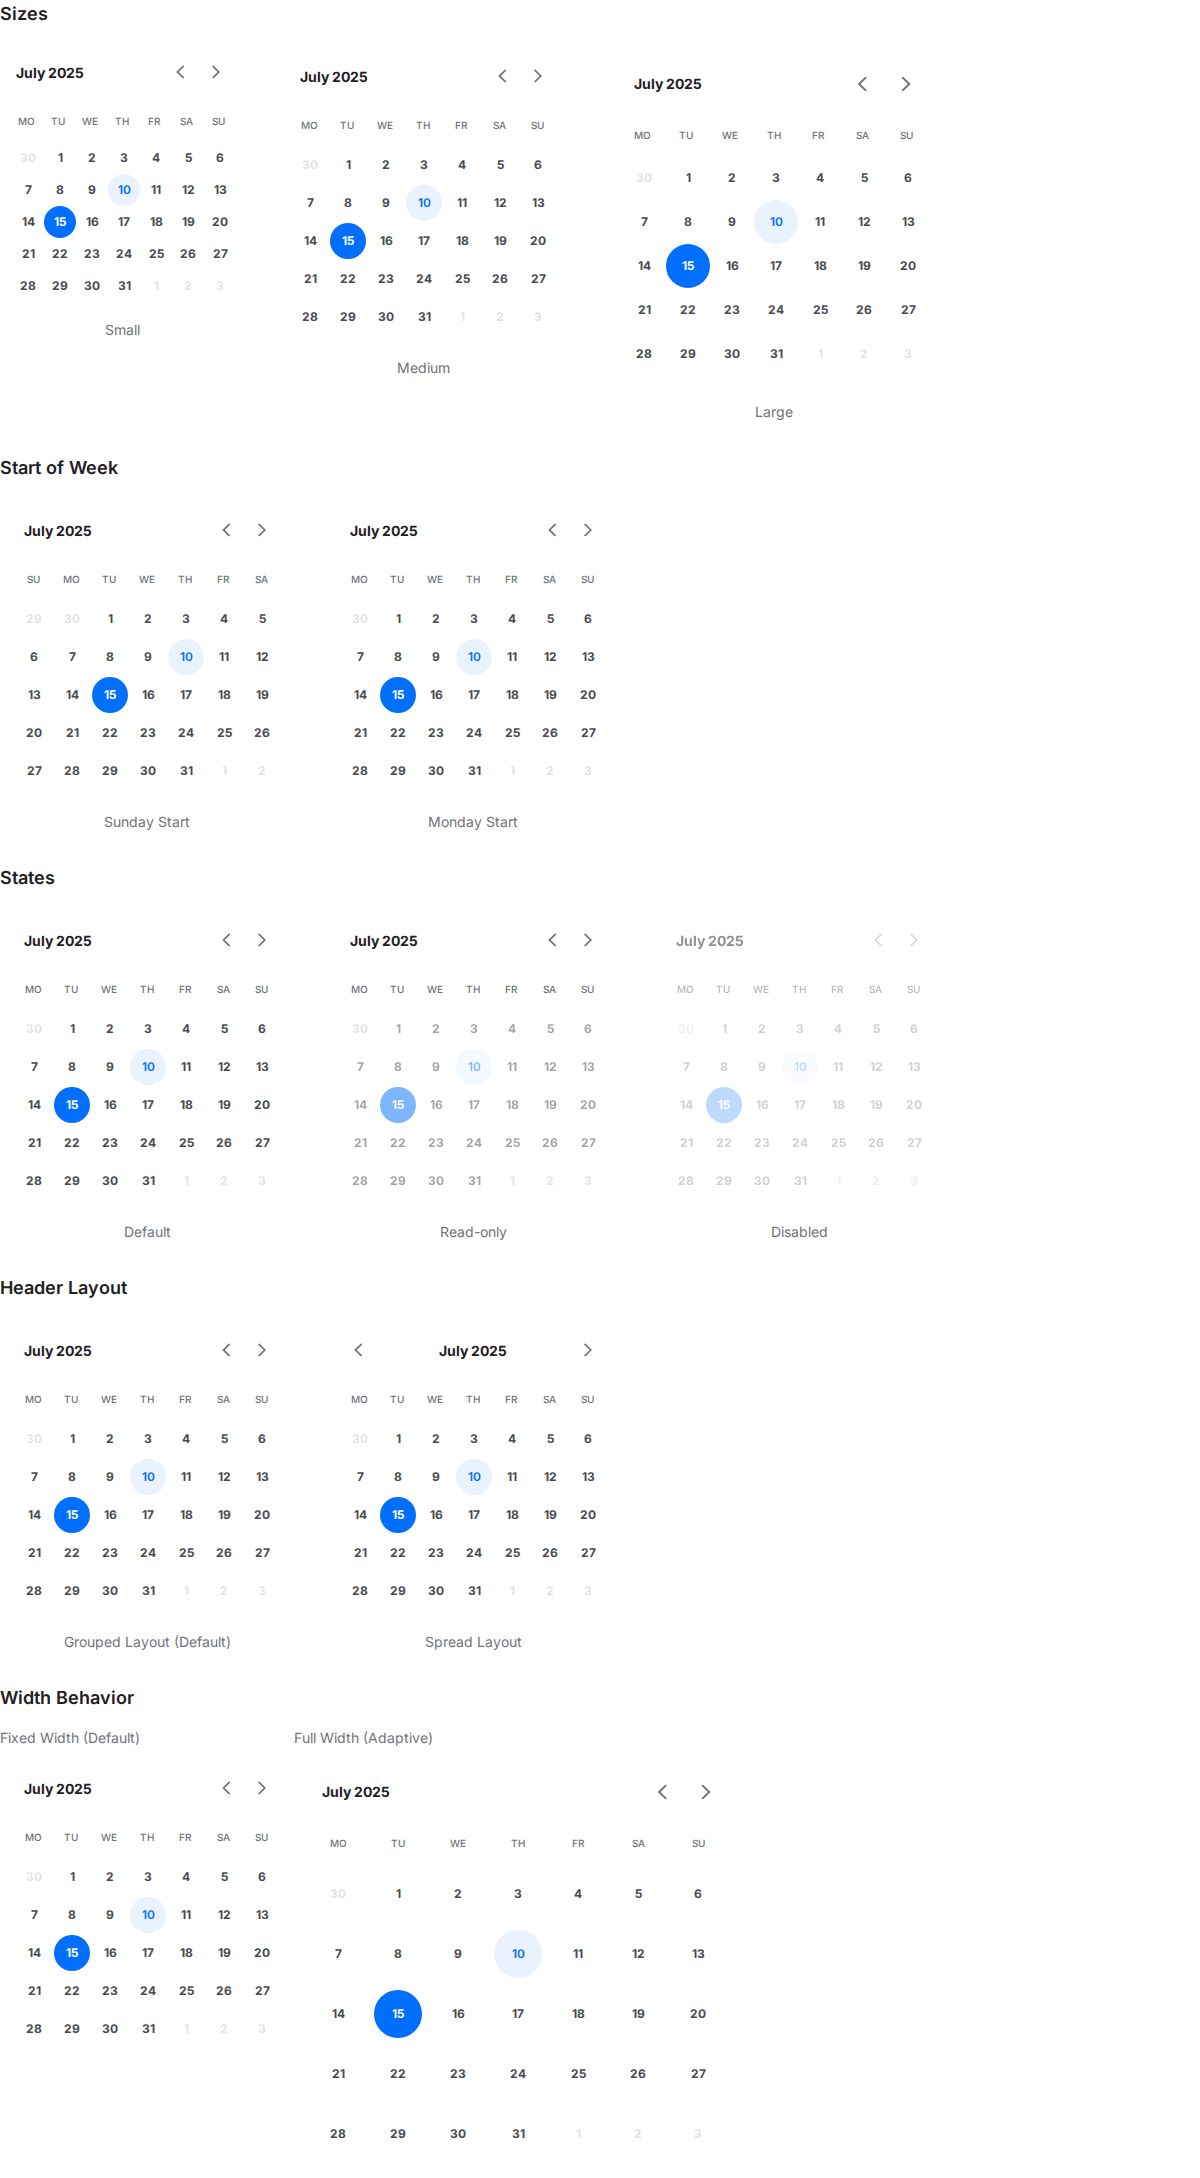 Sizes
July 2025
MO TU WE TH FR SA SU
30 1 2 3 4 5 6
7 8 9 10 11 12 13
14 15 16 17 18 19 20
21 22 23 24 25 26 27
28 29 30 31 1 2 3
Small
July 2025
MO TU WE TH FR SA SU
30 1 2 3 4 5 6
7 8 9 10 11 12 13
14 15 16 17 18 19 20
21 22 23 24 25 26 27
28 29 30 31 1 2 3
Medium
July 2025
MO TU WE TH FR SA SU
30 1 2 3 4 5 6
7 8 9 10 11 12 13
14 15 16 17 18 19 20
21 22 23 24 25 26 27
28 29 30 31 1 2 3
Large
Start of Week
July 2025
SU MO TU WE TH FR SA
29 30 1 2 3 4 5
6 7 8 9 10 11 12
13 14 15 16 17 18 19
20 21 22 23 24 25 26
27 28 29 30 31 1 2
Sunday Start
July 2025
MO TU WE TH FR SA SU
30 1 2 3 4 5 6
7 8 9 10 11 12 13
14 15 16 17 18 19 20
21 22 23 24 25 26 27
28 29 30 31 1 2 3
Monday Start
States
July 2025
MO TU WE TH FR SA SU
30 1 2 3 4 5 6
7 8 9 10 11 12 13
14 15 16 17 18 19 20
21 22 23 24 25 26 27
28 29 30 31 1 2 3
Default
July 2025
MO TU WE TH FR SA SU
30 1 2 3 4 5 6
7 8 9 10 11 12 13
14 15 16 17 18 19 20
21 22 23 24 25 26 27
28 29 30 31 1 2 3
Read-only
July 2025
MO TU WE TH FR SA SU
30 1 2 3 4 5 6
7 8 9 10 11 12 13
14 15 16 17 18 19 20
21 22 23 24 25 26 27
28 29 30 31 1 2 3
Disabled
Header Layout
July 2025
MO TU WE TH FR SA SU
30 1 2 3 4 5 6
7 8 9 10 11 12 13
14 15 16 17 18 19 20
21 22 23 24 25 26 27
28 29 30 31 1 2 3
Grouped Layout (Default)
July 2025
MO TU WE TH FR SA SU
30 1 2 3 4 5 6
7 8 9 10 11 12 13
14 15 16 17 18 19 20
21 22 23 24 25 26 27
28 29 30 31 1 2 3
Spread Layout
Width Behavior
Fixed Width (Default)
July 2025
MO TU WE TH FR SA SU
30 1 2 3 4 5 6
7 8 9 10 11 12 13
14 15 16 17 18 19 20
21 22 23 24 25 26 27
28 29 30 31 1 2 3
Full Width (Adaptive)
July 2025
MO TU WE TH FR SA SU
30 1 2 3 4 5 6
7 8 9 10 11 12 13
14 15 16 17 18 19 20
21 22 23 24 25 26 27
28 29 30 31 1 2 3